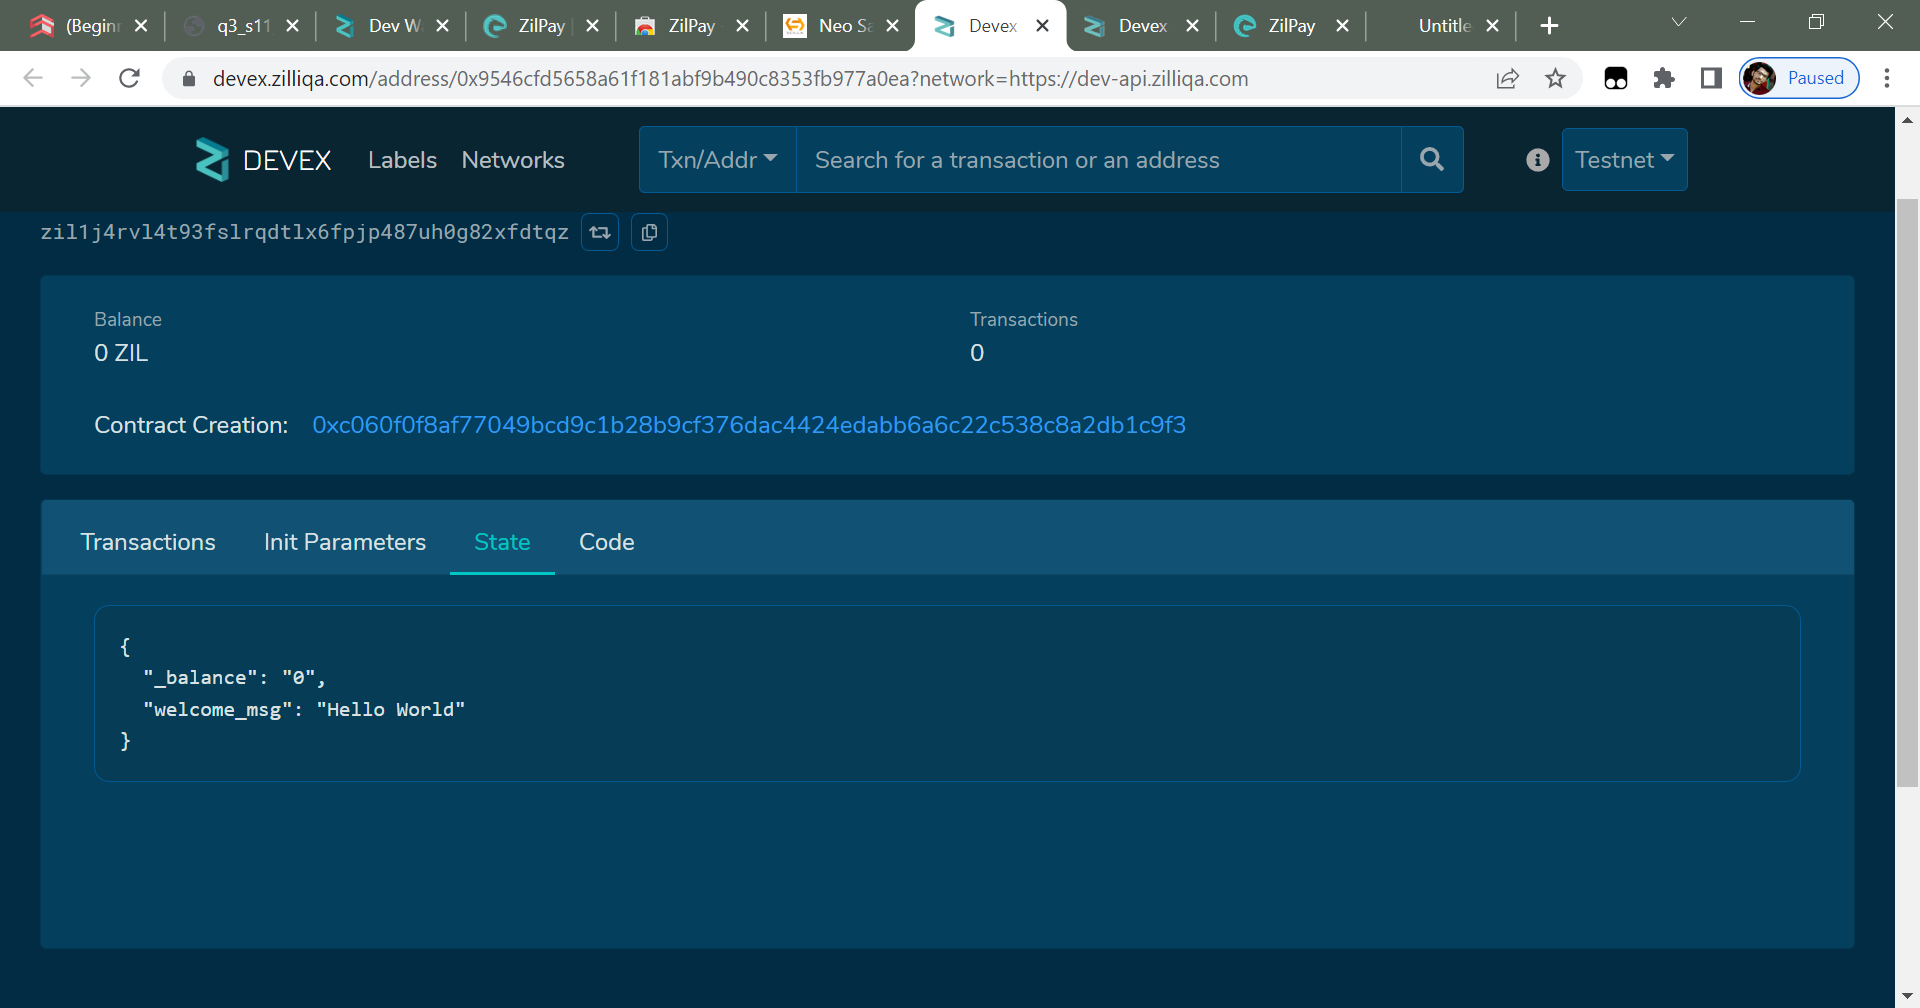 (Beginn
q3_s11
Dev W
ZilPay
ZilPay
Neo Sa
Devex
Devex
ZilPay
Untitle
devex.zilliqa.com/address/0x9546cfd5658a61f181abf9b490c8353fb977a0ea?network=https://dev-api.zilliqa.com
Paused
DEVEX
Labels
Networks
Txn/Addr
Search for a transaction or an address
Testnet
zil1j4rvl4t93fslrqdtlx6fpjp487uh0g82xfdtqz
Balance
Transactions
0 ZIL
0
Contract Creation: 0xc060f0f8af77049bcd9c1b28b9cf376dac4424edabb6a6c22c538c8a2db1c9f3
Transactions
Init Parameters
State
Code
{
"_balance": "0",
"welcome_msg": "Hello World"
}